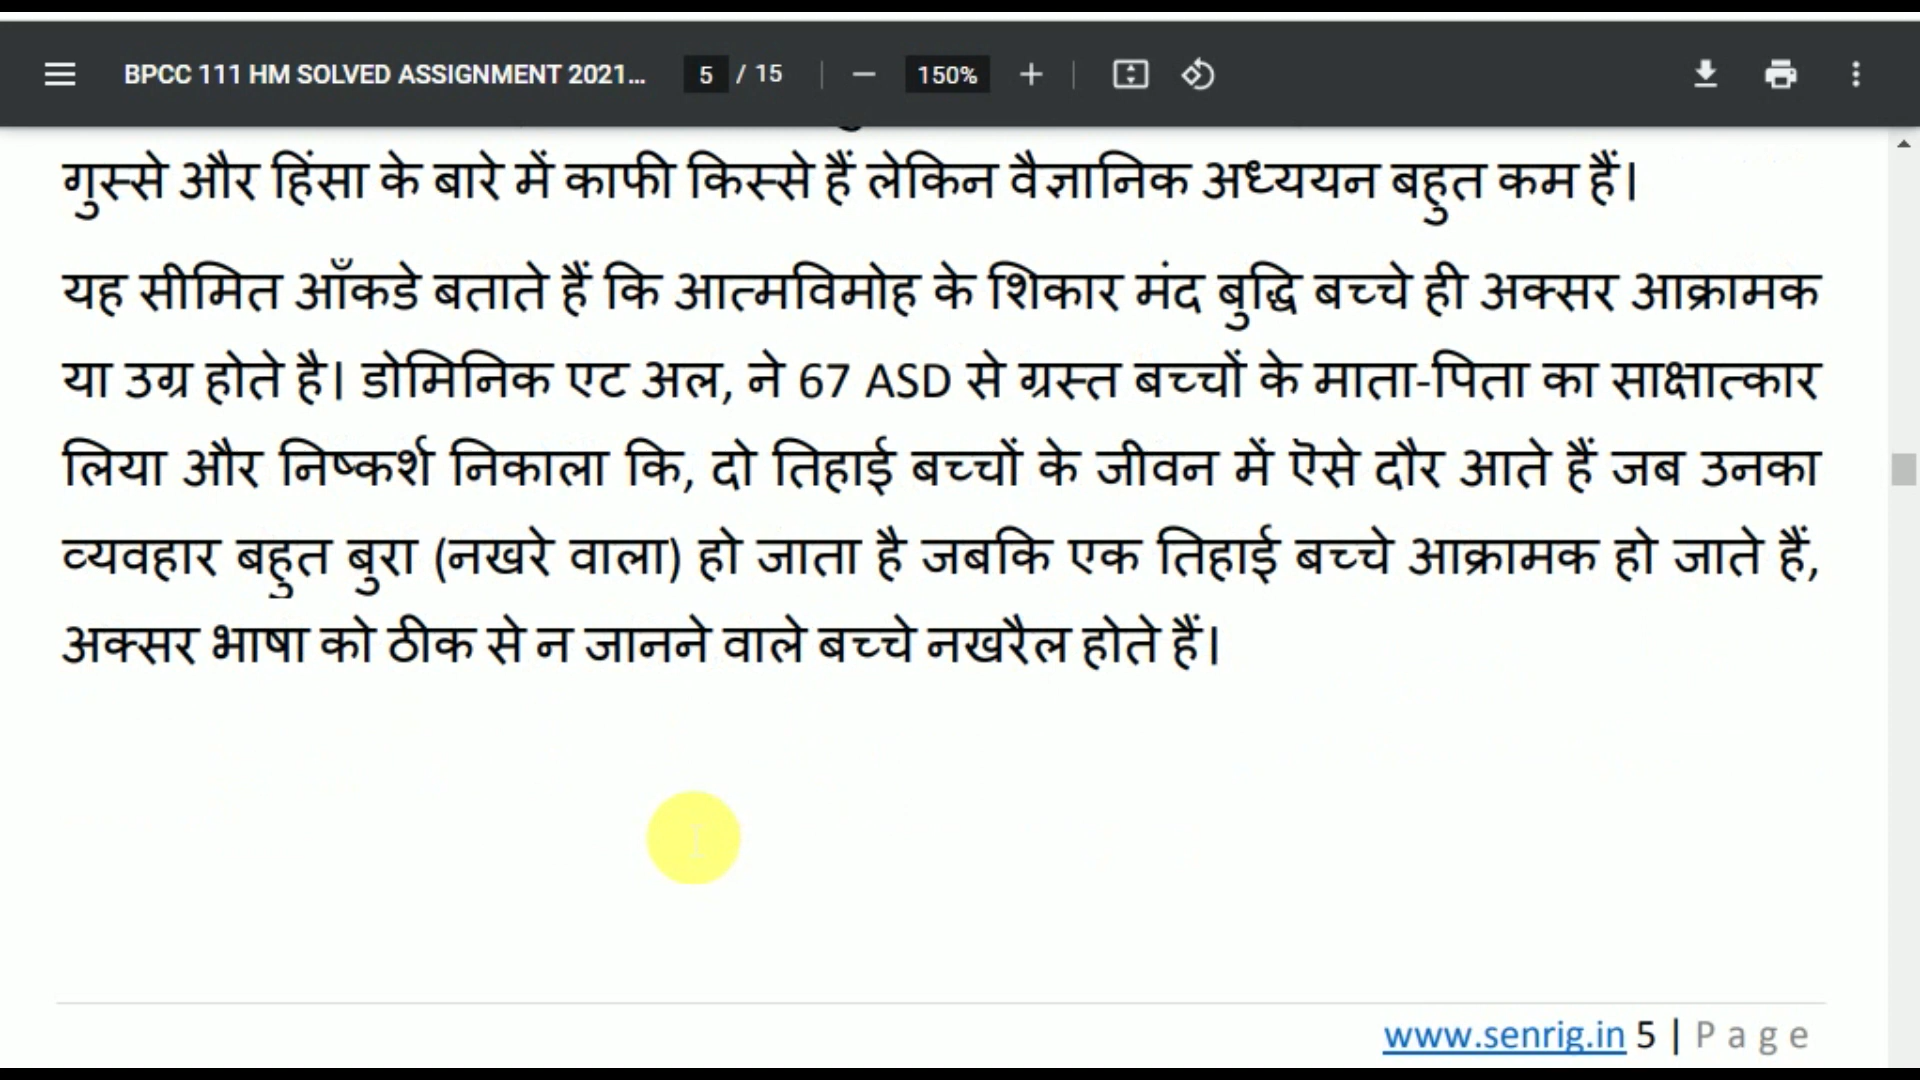 BPCC 111 HM SOLVED ASSIGNMENT 2021... 5 / 15 150%
गुस्से और हिंसा के बारे में काफी किस्से हैं लेकिन वैज्ञानिक अध्ययन बहुत कम हैं।
यह सीमित आँकडे बताते हैं कि आत्मविमोह के शिकार मंद बुद्धि बच्चे ही अक्सर आक्रामक
या उग्र होते है। डोमिनिक एट अल, ने 67 ASD से ग्रस्त बच्चों के माता-पिता का साक्षात्कार
लिया और निष्कर्श निकाला कि, दो तिहाई बच्चों के जीवन में ऎसे दौर आते हैं जब उनका
व्यवहार बहुत बुरा (नखरे वाला) हो जाता है जबकि एक तिहाई बच्चे आक्रामक हो जाते हैं,
अक्सर भाषा को ठीक से न जानने वाले बच्चे नखरैल होते हैं।
www.senrig.in 5 | P a g e